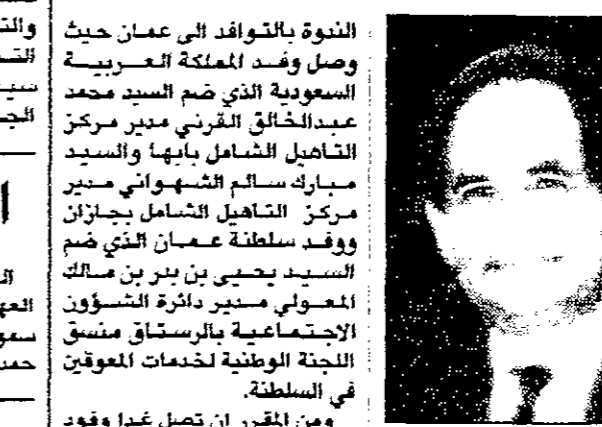 الندوة بالتوافد الى عمان حيث
وصل وفد المملكة العربية
السعودية الذي ضم السيد محمد
عبدالخالق القرني مدير مركز
التاهيل الشامل بابها والسيد
مبارك سالم الشهواني مدير
مركز التاهيل الشامل بجازان
ووفد سلطنة عمان الذي ضم
السيد يحيى بن بدر بن مالك
المعولي مدير دائرة الشؤون
الاجتماعية بالرستاق منسق
اللجنة الوطنية لخدمات المعوقين
في السلطنة.
ومن المقرر ان تصل غدا وفود